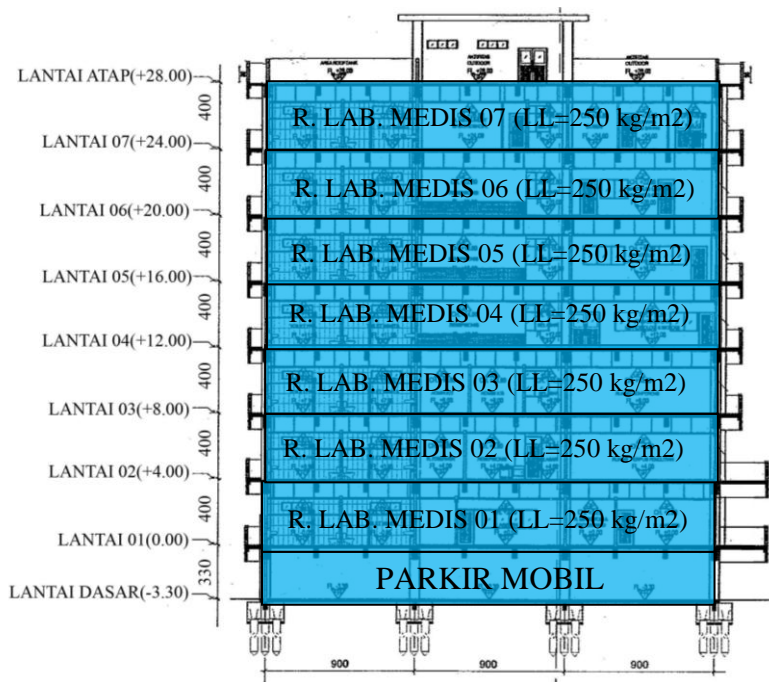 AREA ROOFTANK
OUTDOOR
OUTDOOR
LANTAI ATAP(+28.00)
400
R. LAB. MEDIS 07 (LL=250 kg/m2)
LANTAI 07(+24.00)
400
R. LAB. MEDIS 06 (LL=250 kg/m2)
LANTAI 06(+20.00)
400
R. LAB. MEDIS 05 (LL=250 kg/m2)
LANTAI 05(+16.00)
400
R. LAB. MEDIS 04 (LL=250 kg/m2)
LANTAI 04(+12.00)
400
R. LAB. MEDIS 03 (LL=250 kg/m2)
LANTAI 03(+8.00)
400
R. LAB. MEDIS 02 (LL=250 kg/m2)
LANTAI 02(+4.00)
400
R. LAB. MEDIS 01 (LL=250 kg/m2)
LANTAI 01(0.00)
330
PARKIR MOBIL
LANTAI DASAR(-3.30)
900
900
900